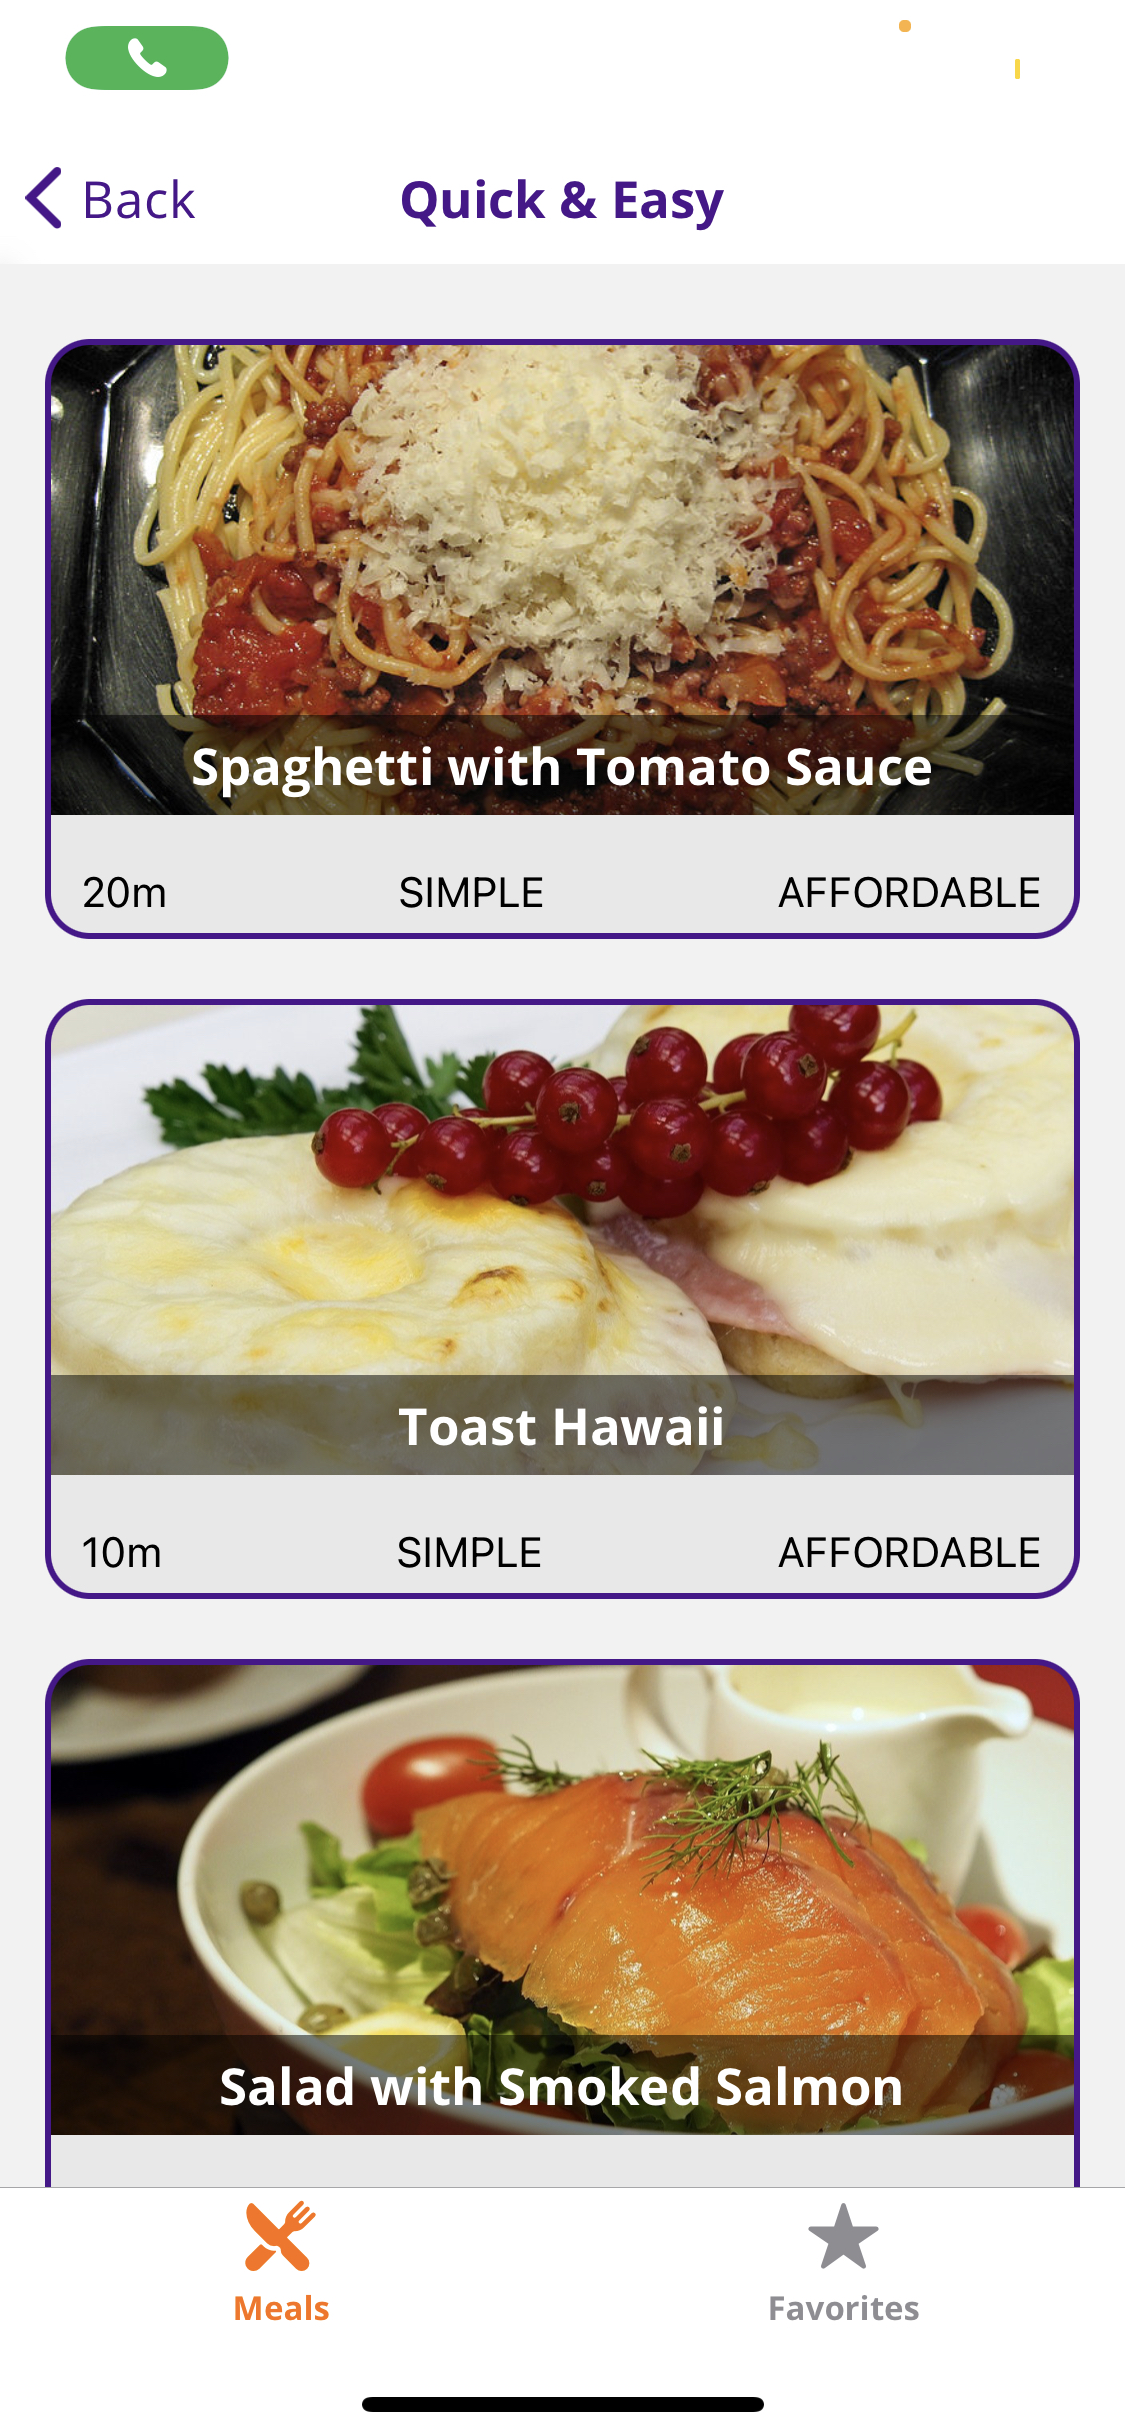 Back
Quick & Easy
Spaghetti with Tomato Sauce
20m SIMPLE AFFORDABLE
Toast Hawaii
10m SIMPLE AFFORDABLE
Salad with Smoked Salmon
Meals Favorites